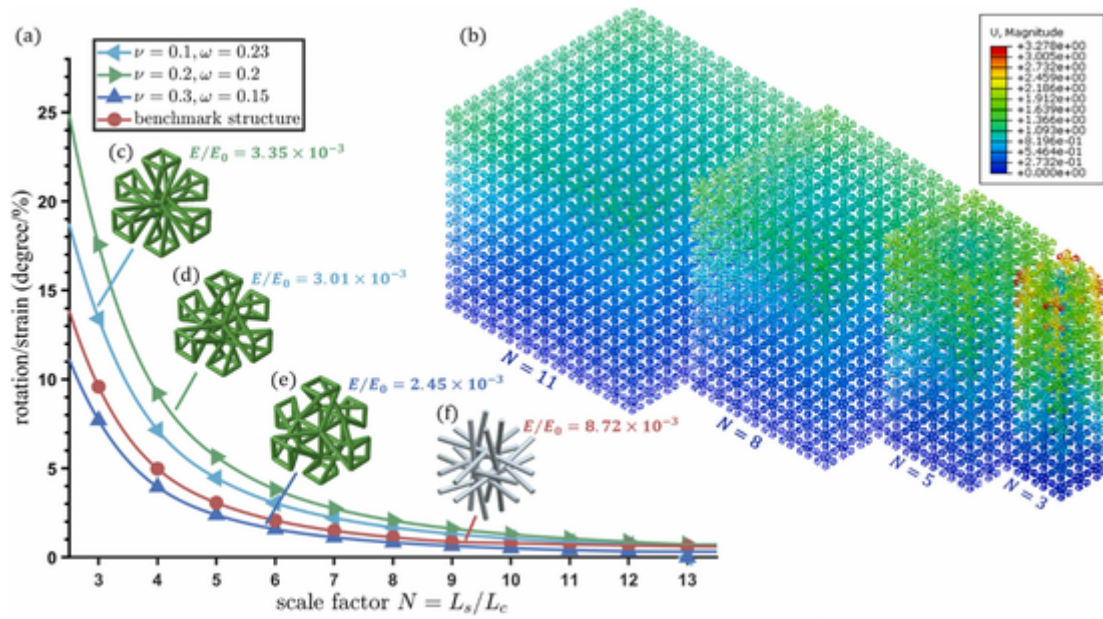 (a)
ν = 0.1, ω = 0.23
ν = 0.2, ω = 0.2
ν = 0.3, ω = 0.15
benchmark structure
rotation/strain (degree/%)
25
20
15
10
5
0
3 4 5 6 7 8 9 10 11 12 13
scale factor N = L_s/L_c
(c)
E/E₀ = 3.35 × 10⁻³
(d)
E/E₀ = 3.01 × 10⁻³
(e)
E/E₀ = 2.45 × 10⁻³
(f)
E/E₀ = 8.72 × 10⁻³
(b)
N = 11
N = 8
N = 5
N = 3
U, Magnitude
+3.278e+00
+3.005e+00
+2.732e+00
+2.459e+00
+2.186e+00
+1.912e+00
+1.639e+00
+1.366e+00
+1.093e+00
+8.196e-01
+5.464e-01
+2.732e-01
+0.000e+00